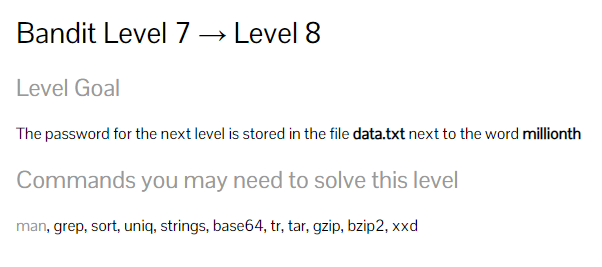 Bandit Level 7 → Level 8
Level Goal
The password for the next level is stored in the file data.txt next to the word millionth
Commands you may need to solve this level
man, grep, sort, uniq, strings, base64, tr, tar, gzip, bzip2, xxd